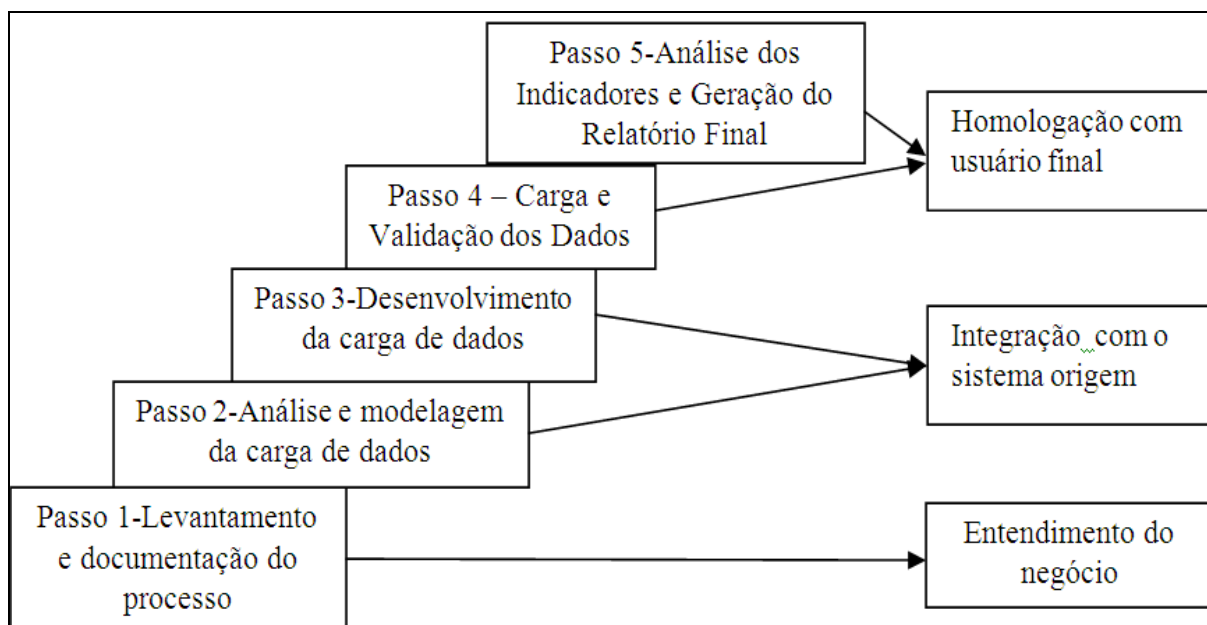 Passo 5-Análise dos
Indicadores e Geração do
Relatório Final
Homologação com
usuário final
Passo 4 – Carga e
Validação dos Dados
Passo 3-Desenvolvimento
da carga de dados
Integração com o
sistema origem
Passo 2-Análise e modelagem
da carga de dados
Passo 1-Levantamento
e documentação do
processo
Entendimento do
negócio